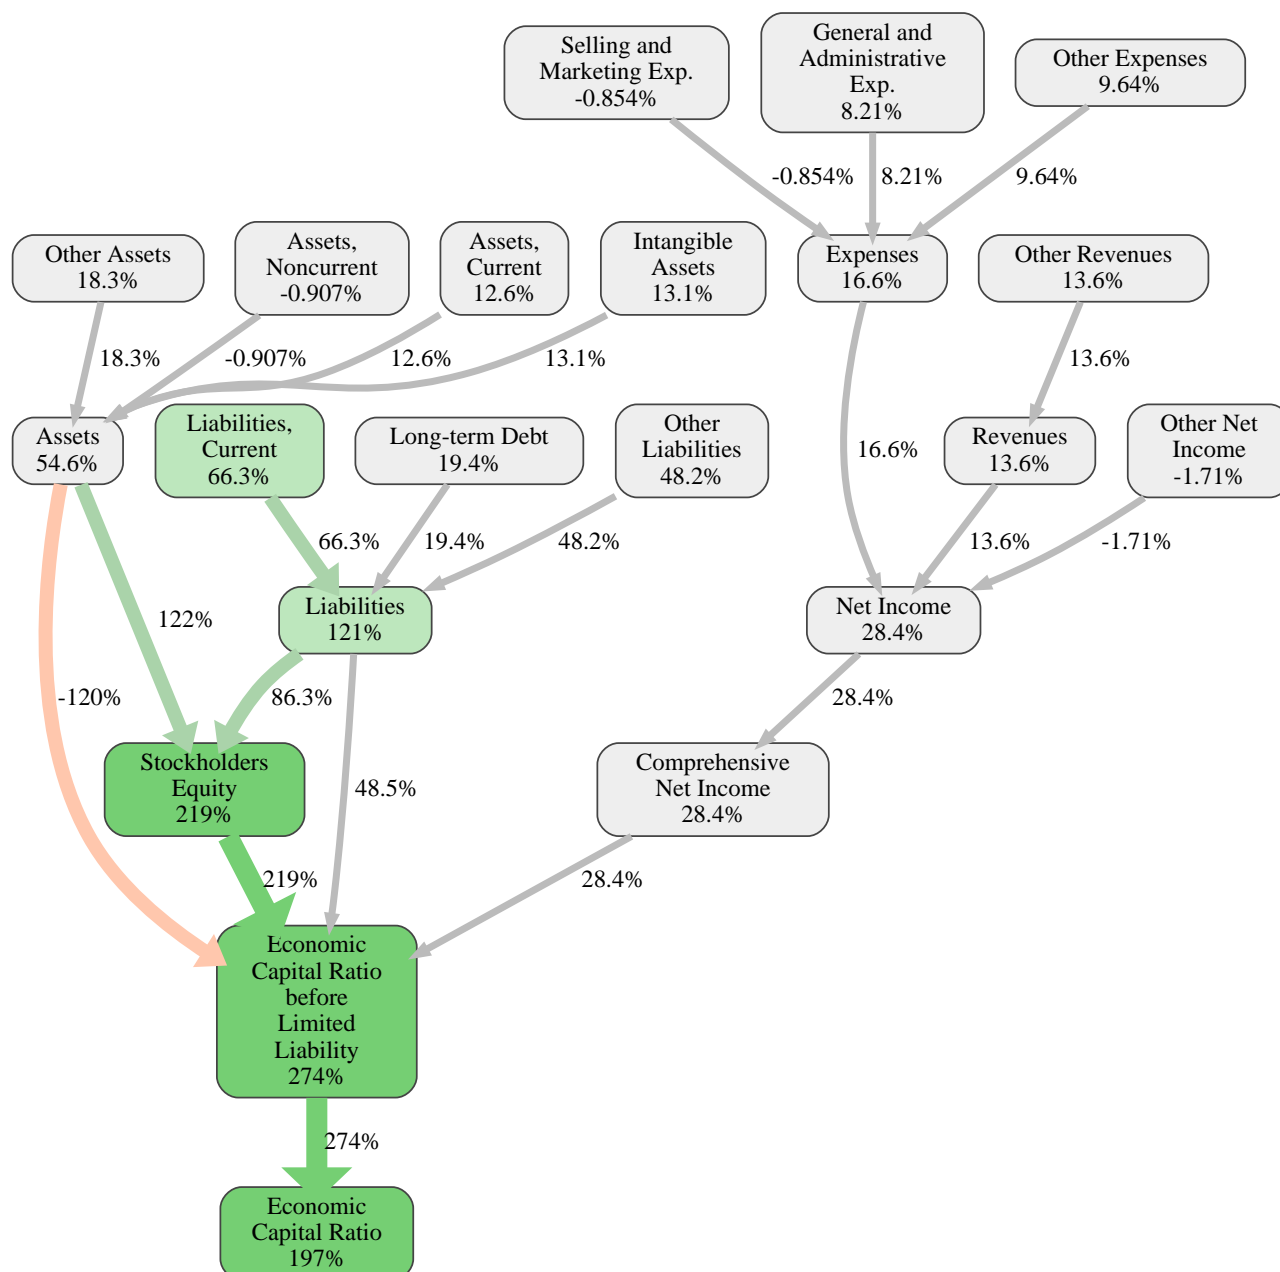 Selling and
Marketing Exp.
-0.854%
General and
Administrative
Exp.
8.21%
Other Expenses
9.64%
-0.854%
8.21%
9.64%
Other Assets
18.3%
Assets,
Noncurrent
-0.907%
Assets,
Current
12.6%
Intangible
Assets
13.1%
Expenses
16.6%
Other Revenues
13.6%
18.3%
-0.907%
12.6%
13.1%
13.6%
Assets
54.6%
Liabilities,
Current
66.3%
Long-term Debt
19.4%
Other
Liabilities
48.2%
16.6%
Revenues
13.6%
Other Net
Income
-1.71%
66.3%
19.4%
48.2%
13.6%
-1.71%
Liabilities
121%
Net Income
28.4%
122%
-120%
86.3%
28.4%
Stockholders
Equity
219%
48.5%
Comprehensive
Net Income
28.4%
219%
28.4%
Economic
Capital Ratio
before
Limited
Liability
274%
274%
Economic
Capital Ratio
197%